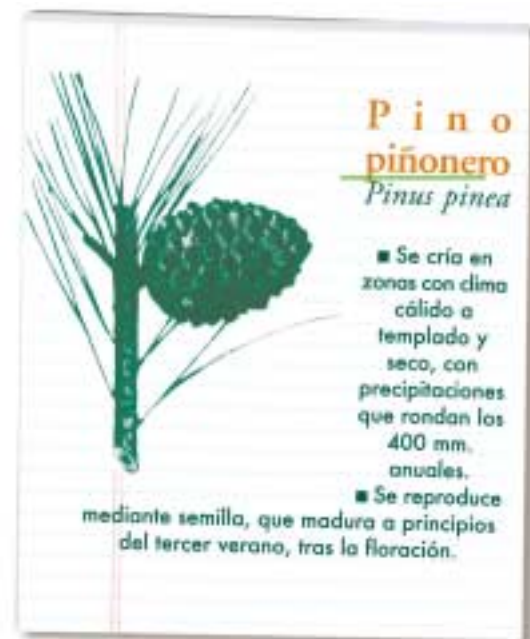 Pino
piñonero
Pinus pinea
■ Se cría en
zonas con clima
cálido a
templado y
seco, con
precipitaciones
que rondan los
400 mm.
anuales.
■ Se reproduce
mediante semilla, que madura a principios
del tercer verano, tras la floración.